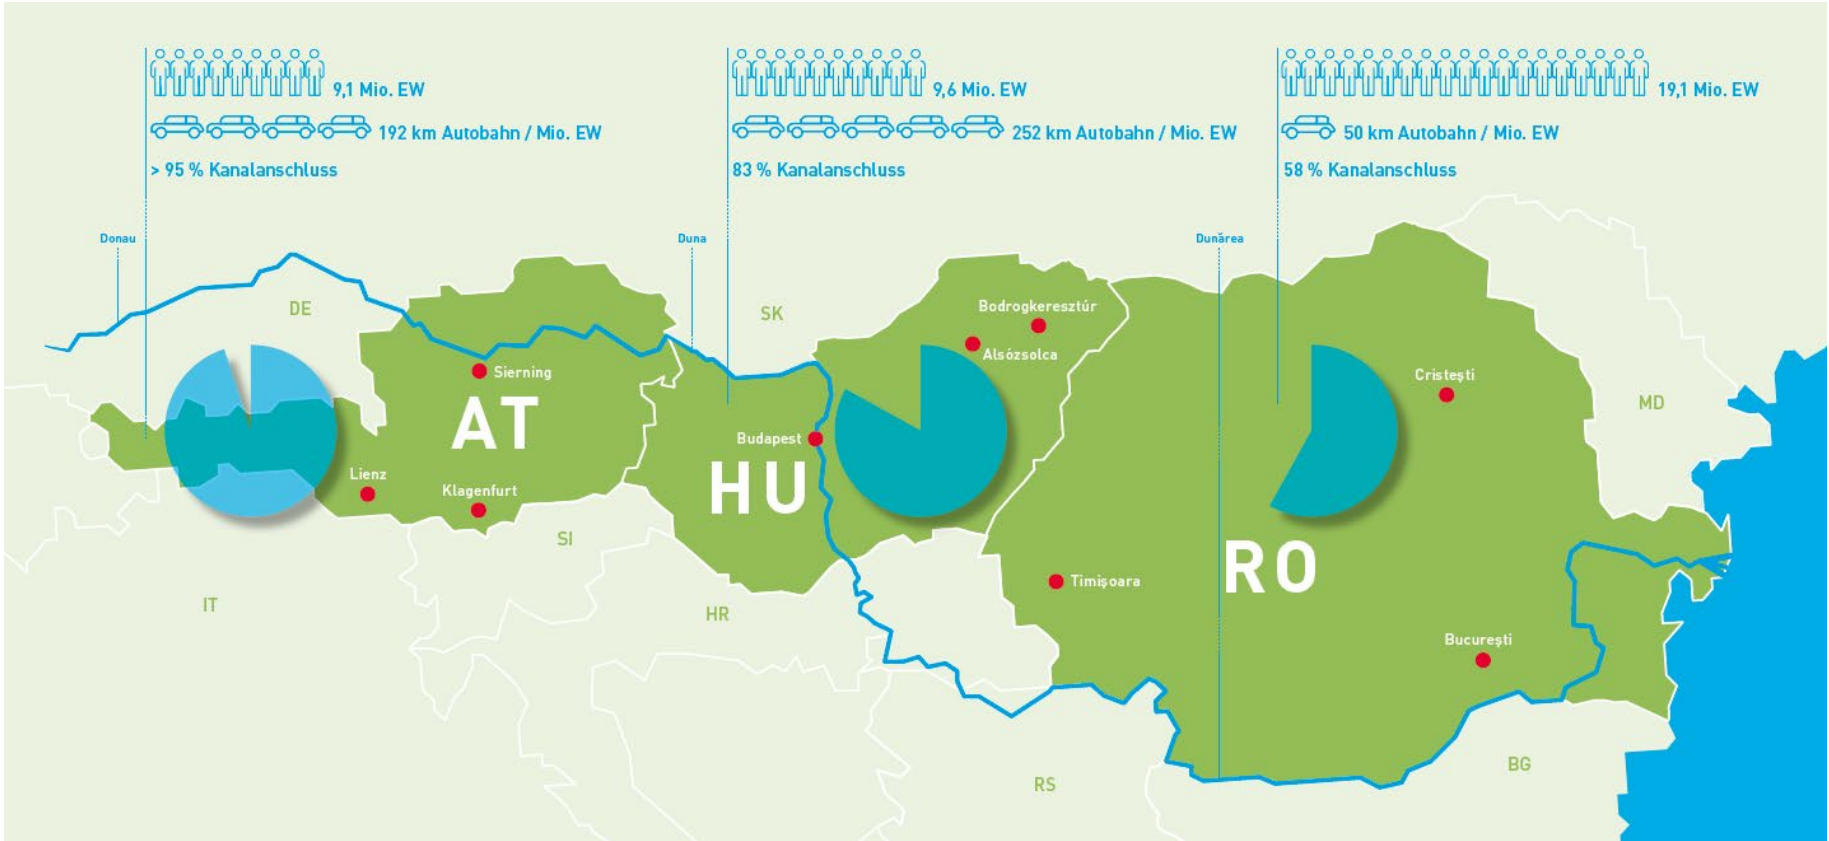 9,1 Mio. EW
192 km Autobahn / Mio. EW
> 95 % Kanalanschluss
9,6 Mio. EW
252 km Autobahn / Mio. EW
83 % Kanalanschluss
19,1 Mio. EW
50 km Autobahn / Mio. EW
58 % Kanalanschluss
Donau
Duna
Dunărea
DE
SK
Bodrogkeresztúr
Alsózsolca
Sierning
Cristești
MD
AT
Budapest
Lienz
Klagenfurt
HU
SI
RO
Timișoara
IT
HR
București
RS
BG